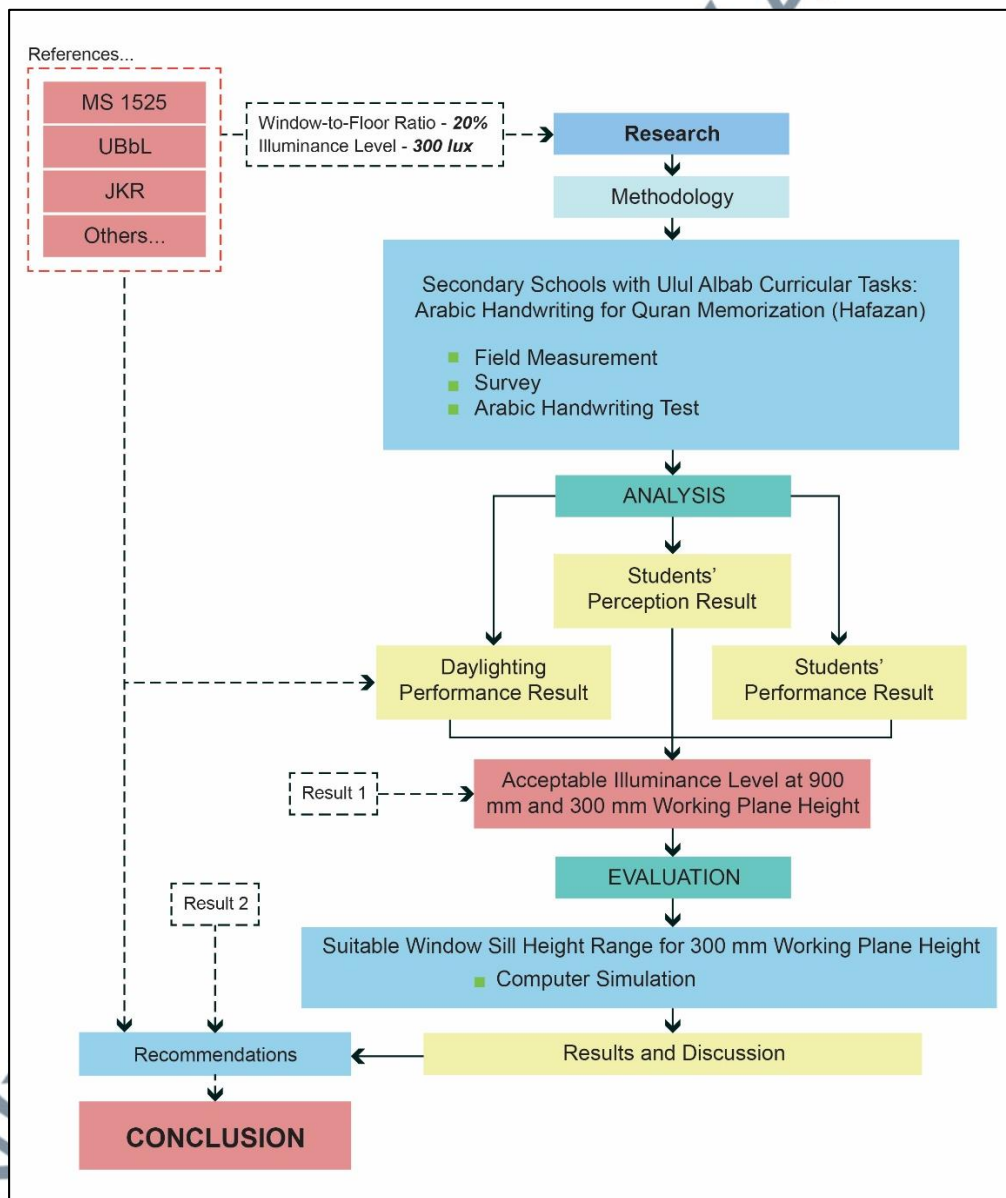 References...
MS 1525
UBbL
JKR
Others...
Window-to-Floor Ratio - 20%
Illuminance Level - 300 lux
Research
Methodology
Secondary Schools with Ulul Albab Curricular Tasks:
Arabic Handwriting for Quran Memorization (Hafazan)
Field Measurement
Survey
Arabic Handwriting Test
ANALYSIS
Students’
Perception Result
Daylighting
Performance Result
Students’
Performance Result
Result 1
Acceptable Illuminance Level at 900
mm and 300 mm Working Plane Height
EVALUATION
Result 2
Suitable Window Sill Height Range for 300 mm Working Plane Height
Computer Simulation
Recommendations
Results and Discussion
CONCLUSION